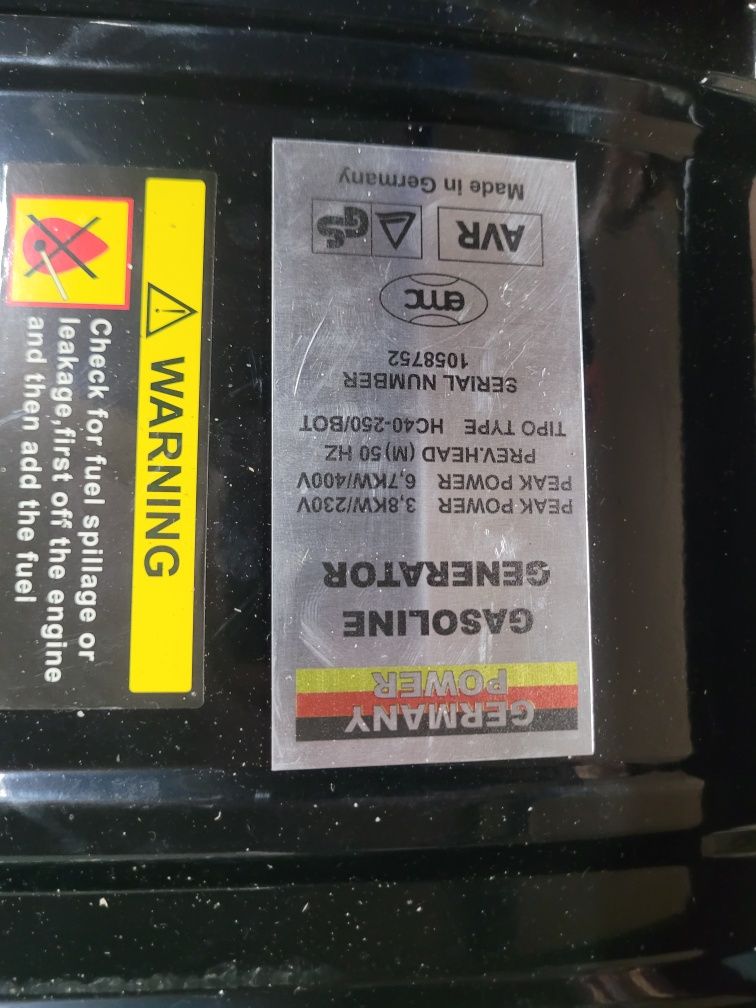 GERMANY
POWER
GASOLINE
GENERATOR
PEAK POWER 3,8KW/230V
PEAK POWER 6,7KW/400V
PREV.HEAD (M) 50 HZ
TIPO TYPE HC40-250/BOT
SERIAL NUMBER
1058752
emc
AVR
GS
Made in Germany
WARNING
Check for fuel spillage or
leakage,first off the engine
and then add the fuel